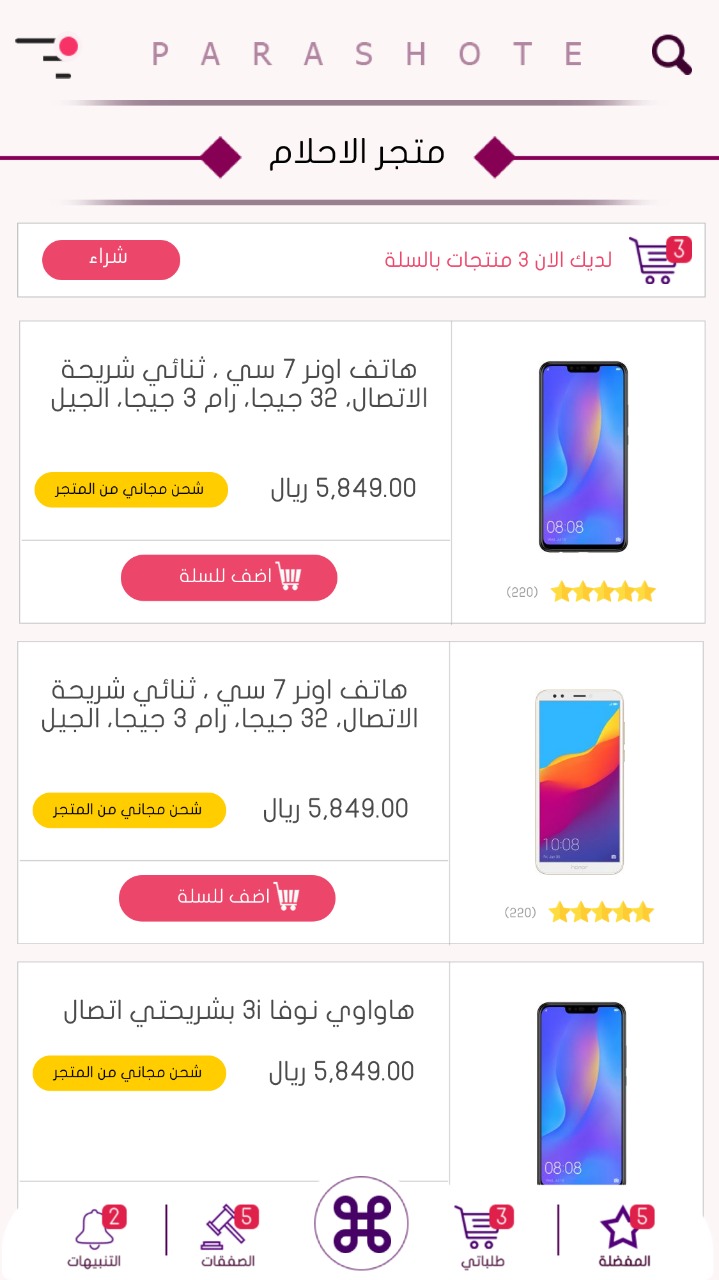 PARASHOTE
متجر الاحلام
3
لديك الان 3 منتجات بالسلة
شراء
هاتف اونر 7 سي ، ثنائي شريحة
الاتصال، 32 جيجا، رام 3 جيجا، الجيل
5,849.00 ريال
شحن مجاني من المتجر
اضف للسلة
08:08
(220)
هاتف اونر 7 سي ، ثنائي شريحة
الاتصال، 32 جيجا، رام 3 جيجا، الجيل
5,849.00 ريال
شحن مجاني من المتجر
اضف للسلة
10:08
honor
(220)
هاواوي نوفا 3i بشريحتي اتصال
5,849.00 ريال
شحن مجاني من المتجر
08:08
5
المفضلة
3
طلباتي
5
الصفقات
2
التنبيهات